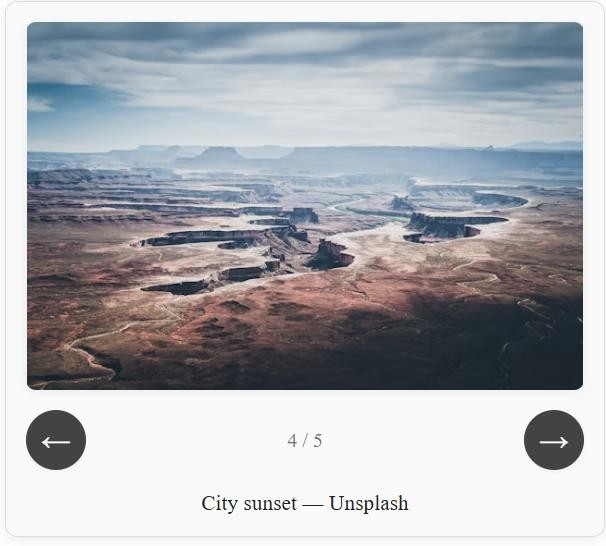 ← 4 / 5 →
City sunset — Unsplash